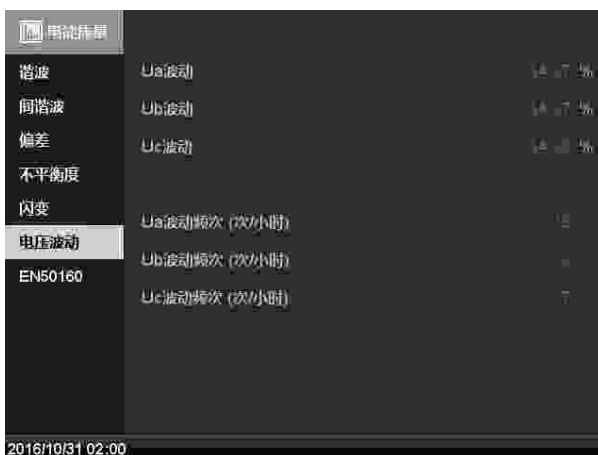 电能质量
谐波
间谐波
偏差
不平衡度
闪变
电压波动
EN50160
Ua波动 %
Ub波动 %
Uc波动 %
Ua波动频次 (次/小时)
Ub波动频次 (次/小时)
Uc波动频次 (次/小时)
2016/10/31 02:00